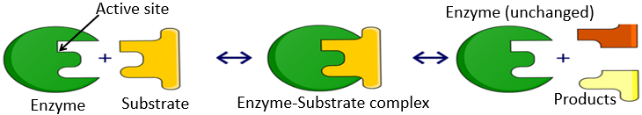 Active site
Enzyme (unchanged)
+
+
Enzyme
Substrate
Enzyme-Substrate complex
Products